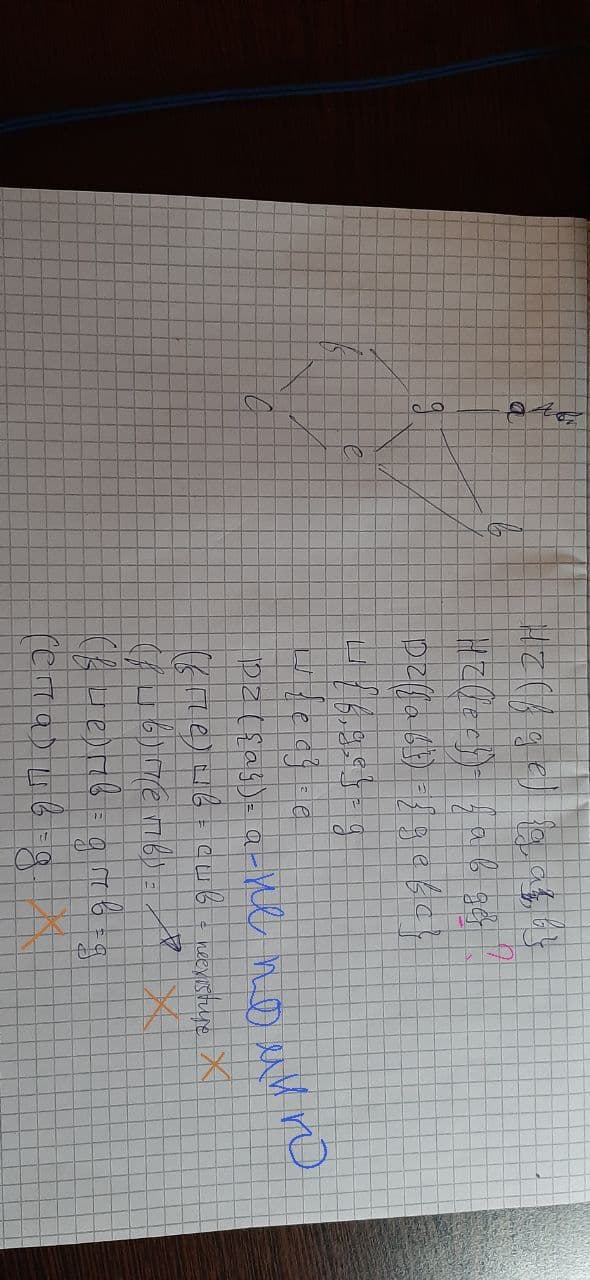 a
b
g
f
e
c
HZ(f g e) {g, a, b}
HZ({e c}) = {a b g e} ?
DZ({a b}) = {g e f c}
⊔ {f, g, e} = g
⊔ {e c} = e
DZ({a}) = a - не помню
(f ⊓ e) ⊔ b = c ⊔ b = neexistuje X
(f ⊔ b) ⊓ (e ⊓ b) = X
(f ⊔ e) ⊓ b = g ⊓ b = g
(c ⊓ a) ⊔ b = g X